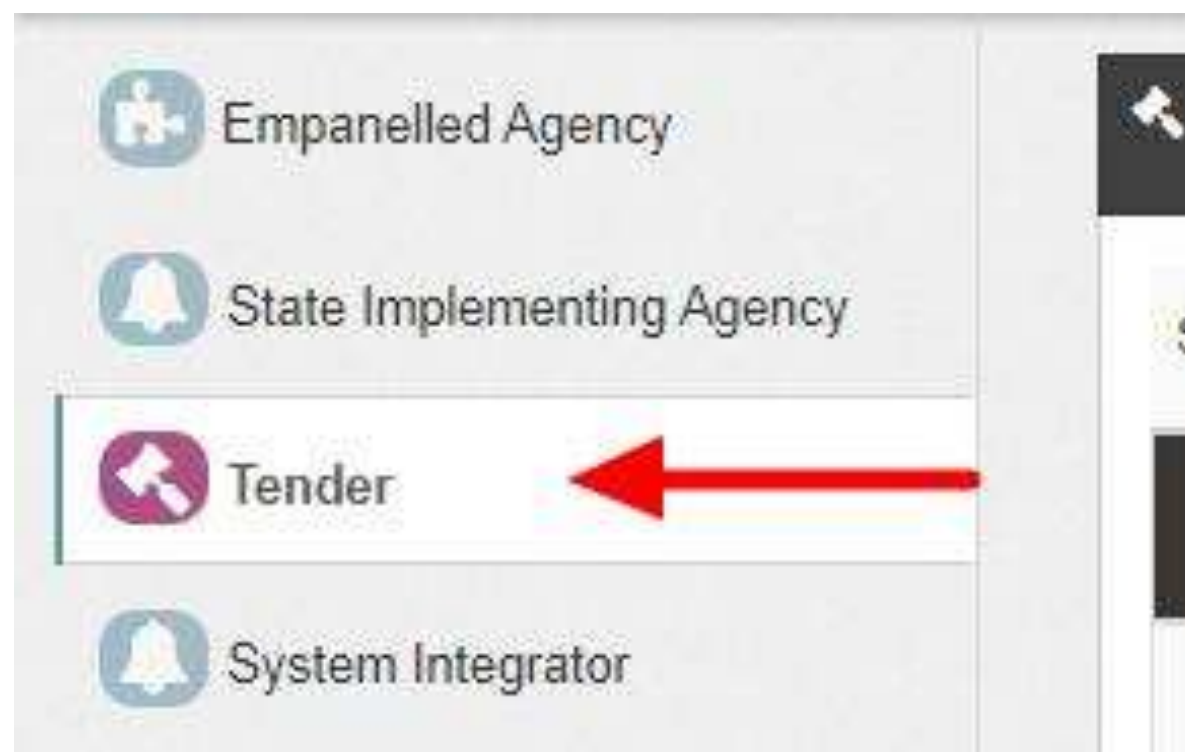 Empanelled Agency
State Implementing Agency
Tender
System Integrator